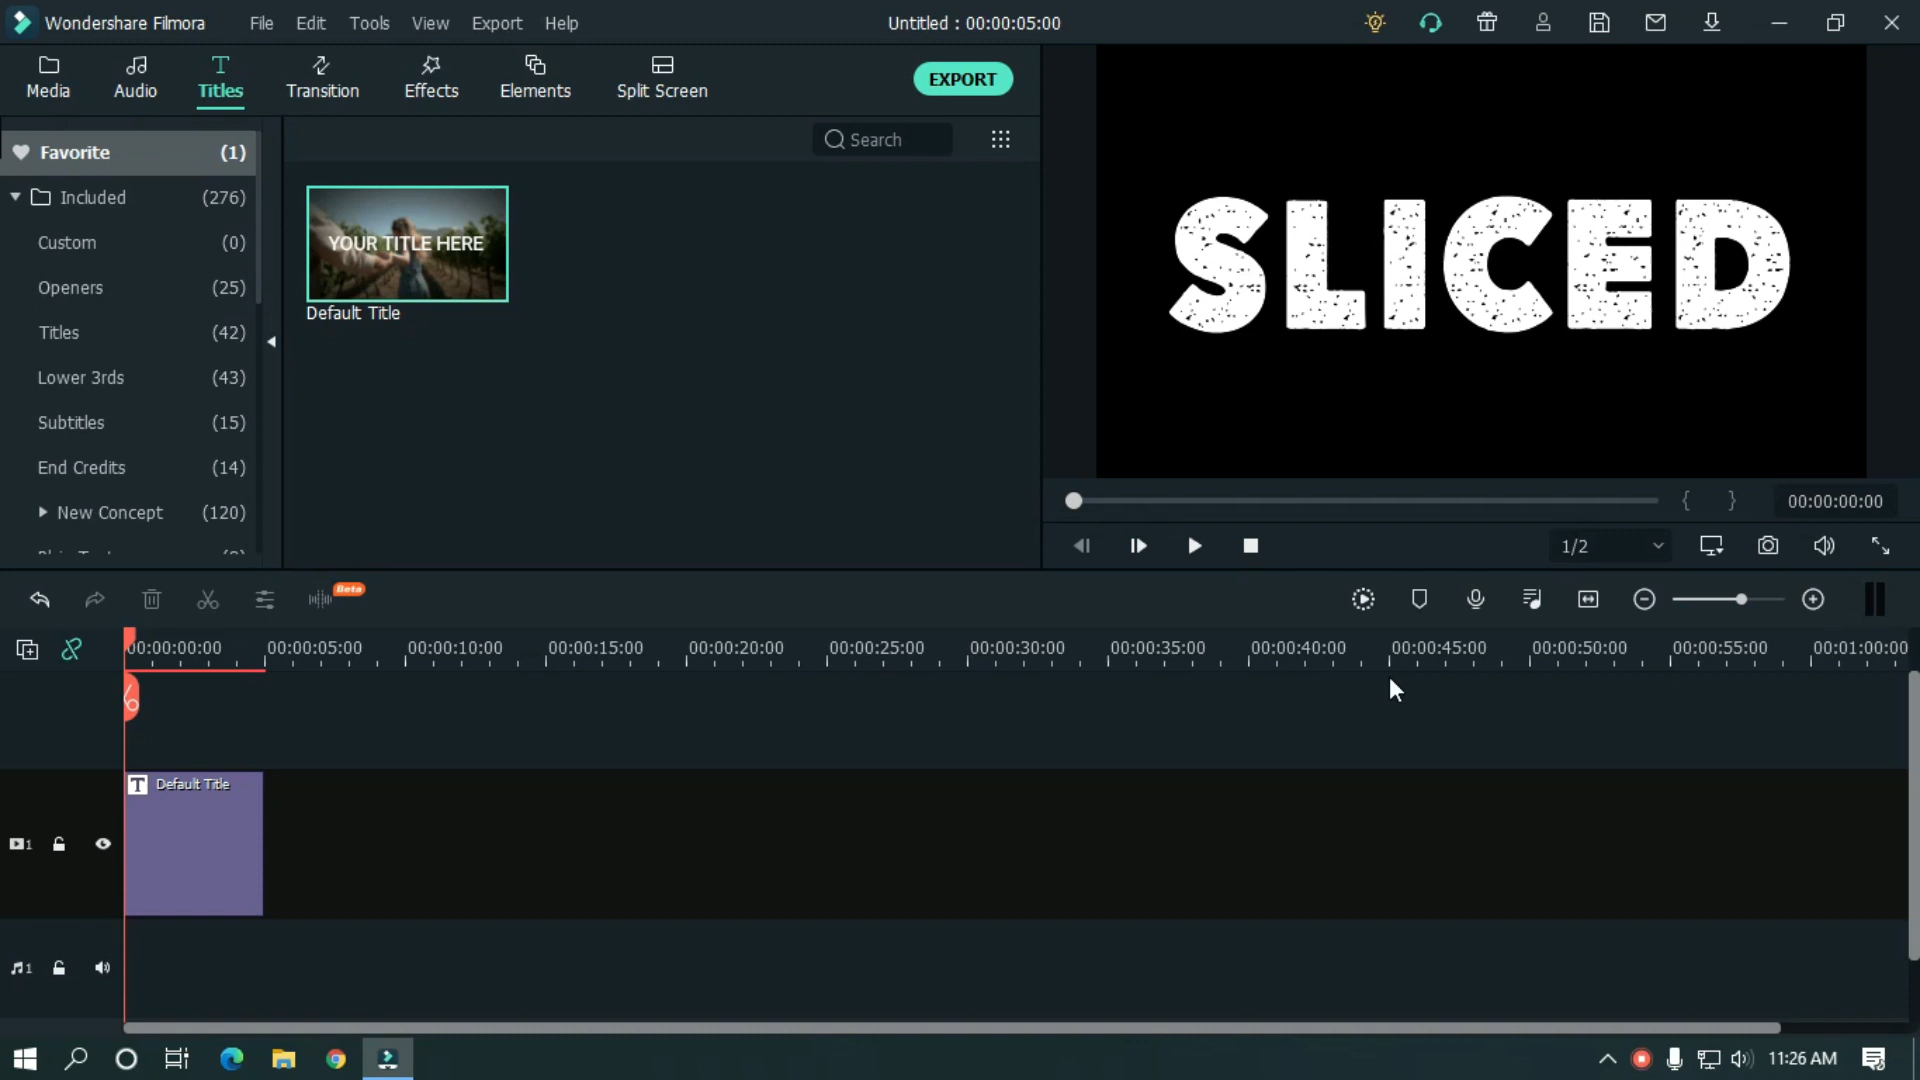 Wondershare Filmora File Edit Tools View Export Help Untitled : 00:00:05:00
Media Audio Titles Transition Effects Elements Split Screen EXPORT
Favorite (1)
Search
Included (276)
Custom (0)
Openers (25)
Titles (42)
Lower 3rds (43)
Subtitles (15)
End Credits (14)
New Concept (120)
YOUR TITLE HERE
Default Title
SLICED
{ } 00:00:00:00
1/2
Beta
00:00:00:00 00:00:05:00 00:00:10:00 00:00:15:00 00:00:20:00 00:00:25:00 00:00:30:00 00:00:35:00 00:00:40:00 00:00:45:00 00:00:50:00 00:00:55:00 00:01:00:00
T Default Title
1
1
11:26 AM